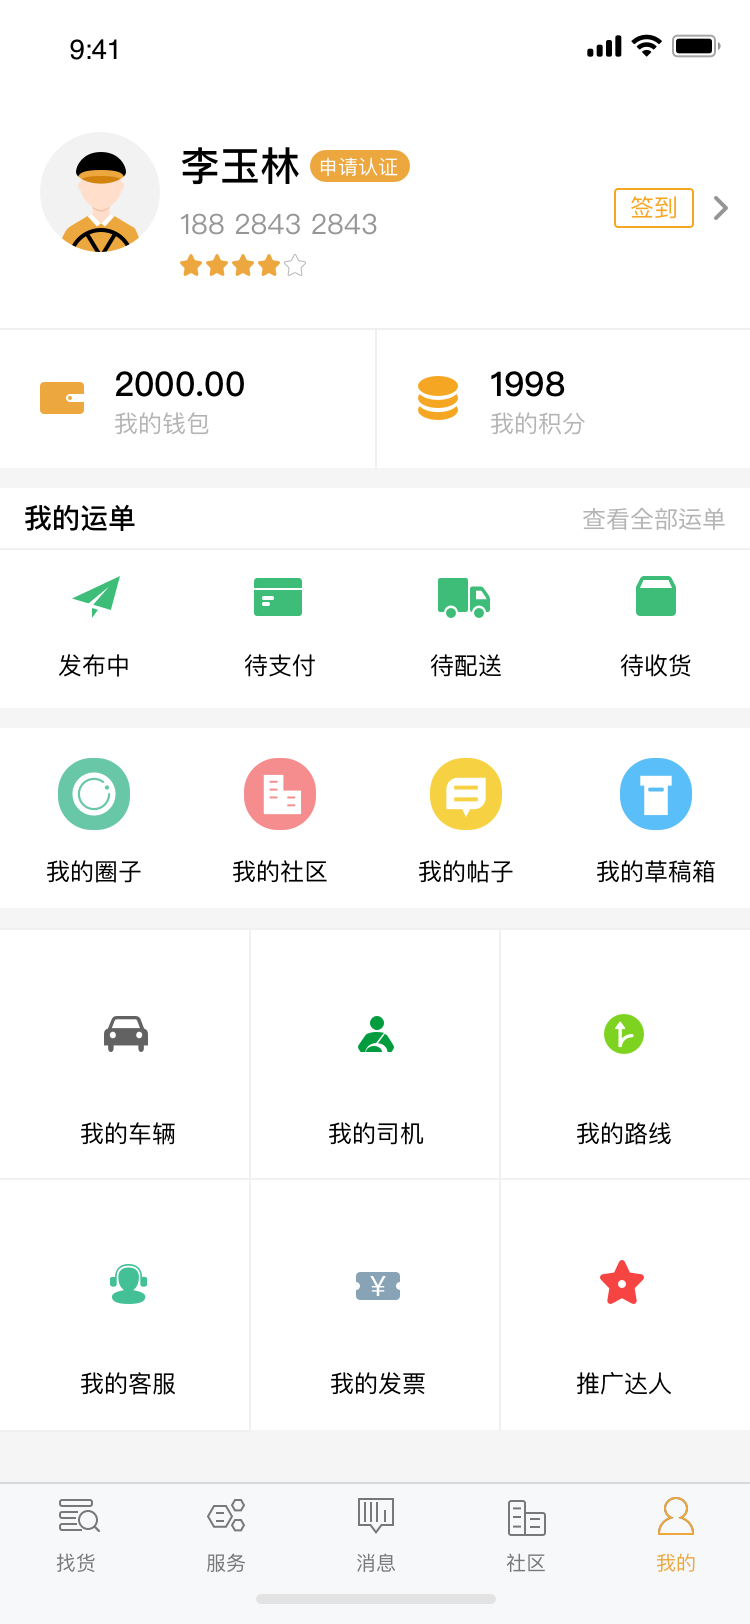 9:41
李玉林 申请认证
188 2843 2843
签到
2000.00
我的钱包
1998
我的积分
我的运单 查看全部运单
发布中 待支付 待配送 待收货
我的圈子 我的社区 我的帖子 我的草稿箱
我的车辆 我的司机 我的路线
¥
我的客服 我的发票 推广达人
找货 服务 消息 社区 我的